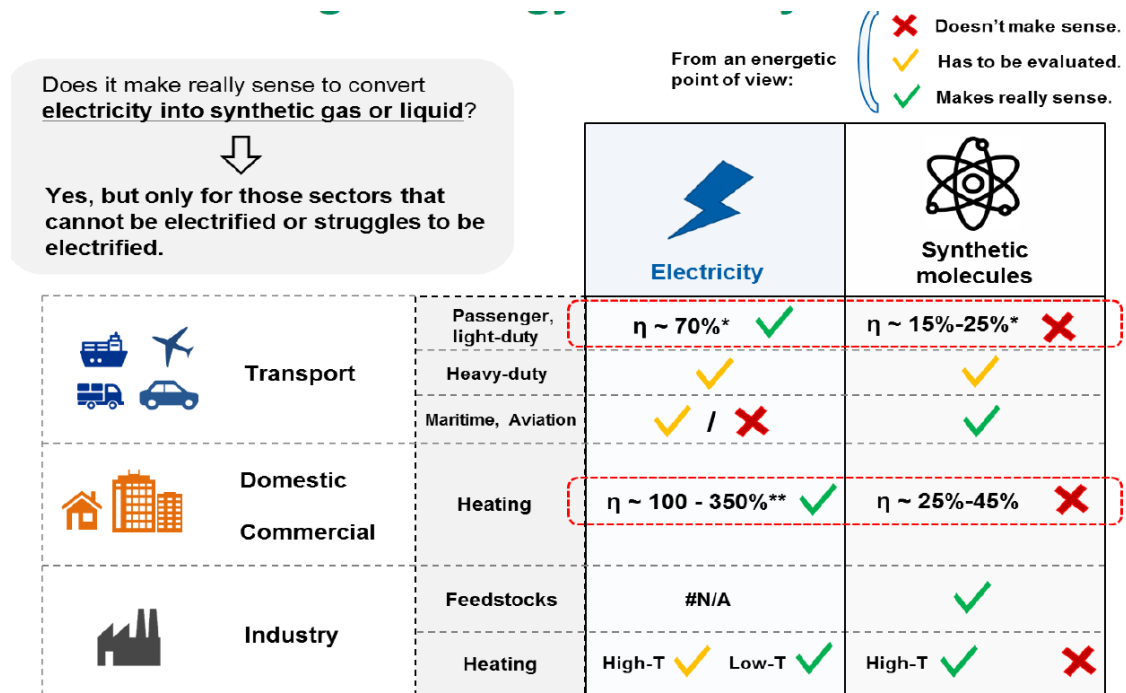 Doesn't make sense.
From an energetic
point of view:
Has to be evaluated.
Makes really sense.
Does it make really sense to convert
electricity into synthetic gas or liquid?
Yes, but only for those sectors that
cannot be electrified or struggles to be
electrified.
Electricity
Synthetic
molecules
Transport
Passenger,
light-duty
η ~ 70%*
η ~ 15%-25%*
Heavy-duty
Maritime, Aviation
/
Domestic
Commercial
Heating
η ~ 100 - 350%**
η ~ 25%-45%
Industry
Feedstocks
#N/A
Heating
High-T
Low-T
High-T